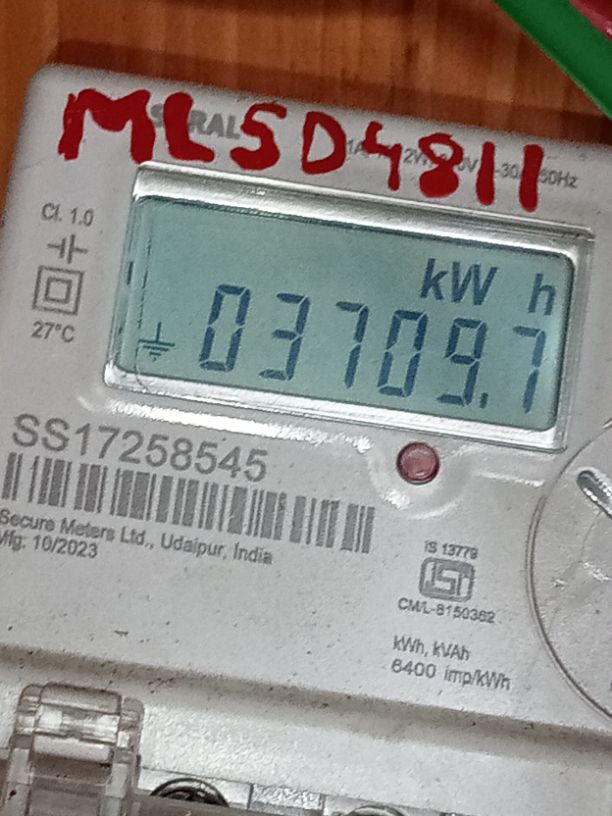 MLSD4811
Cl. 1.0
27°C
kW h
03709.7
SS17258545
Secure Meters Ltd., Udaipur, India
Mfg: 10/2023
IS 13779
ISI
CM/L-8150362
kWh, kVAh
6400 imp/kWh